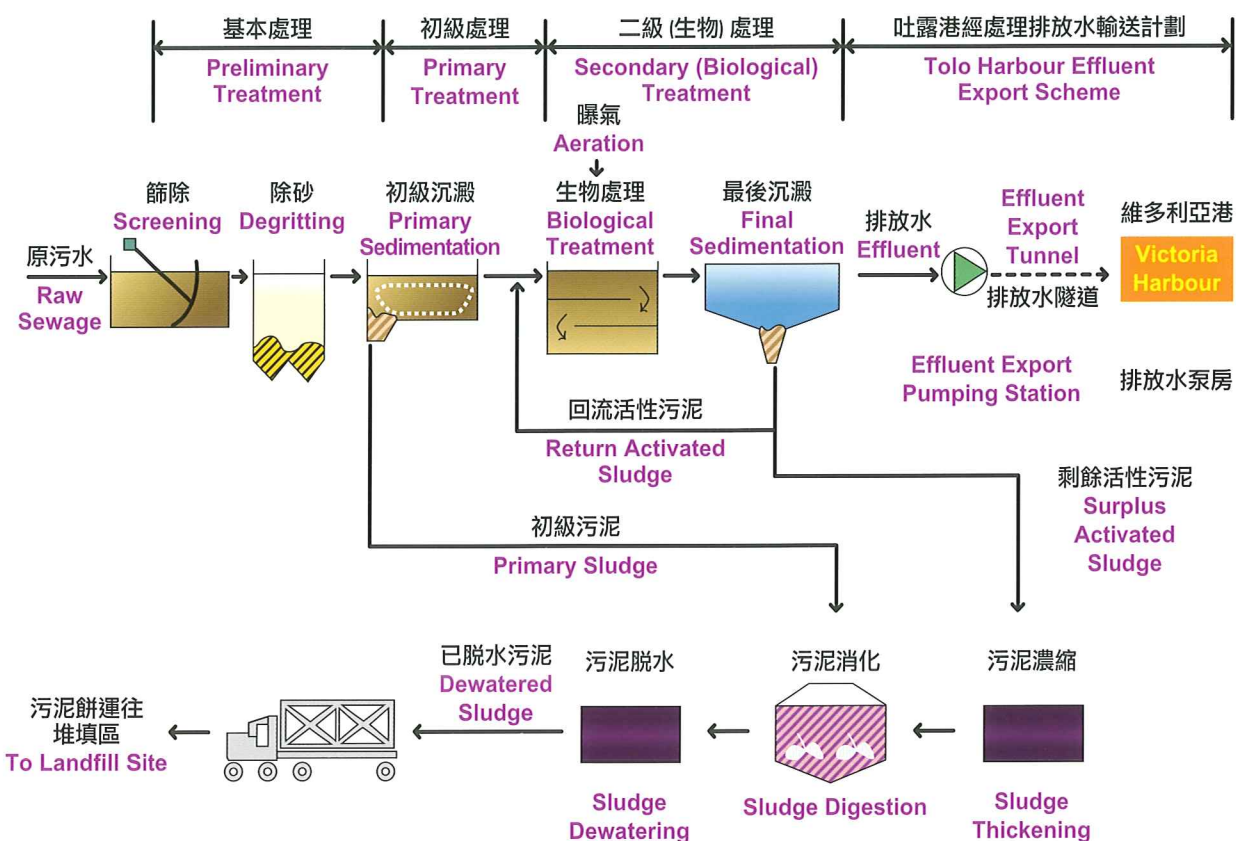 基本處理
Preliminary
Treatment
初級處理
Primary
Treatment
二級 (生物) 處理
Secondary (Biological)
Treatment
吐露港經處理排放水輸送計劃
Tolo Harbour Effluent
Export Scheme
曝氣
Aeration
原污水
Raw
Sewage
篩除
Screening
除砂
Degritting
初級沉澱
Primary
Sedimentation
生物處理
Biological
Treatment
最後沉澱
Final
Sedimentation
排放水
Effluent
Effluent
Export
Tunnel
排放水隧道
維多利亞港
Victoria
Harbour
Effluent Export
Pumping Station
排放水泵房
回流活性污泥
Return Activated
Sludge
剩餘活性污泥
Surplus
Activated
Sludge
初級污泥
Primary Sludge
污泥餅運往
堆填區
To Landfill Site
已脱水污泥
Dewatered
Sludge
污泥脱水
Sludge
Dewatering
污泥消化
Sludge Digestion
污泥濃縮
Sludge
Thickening